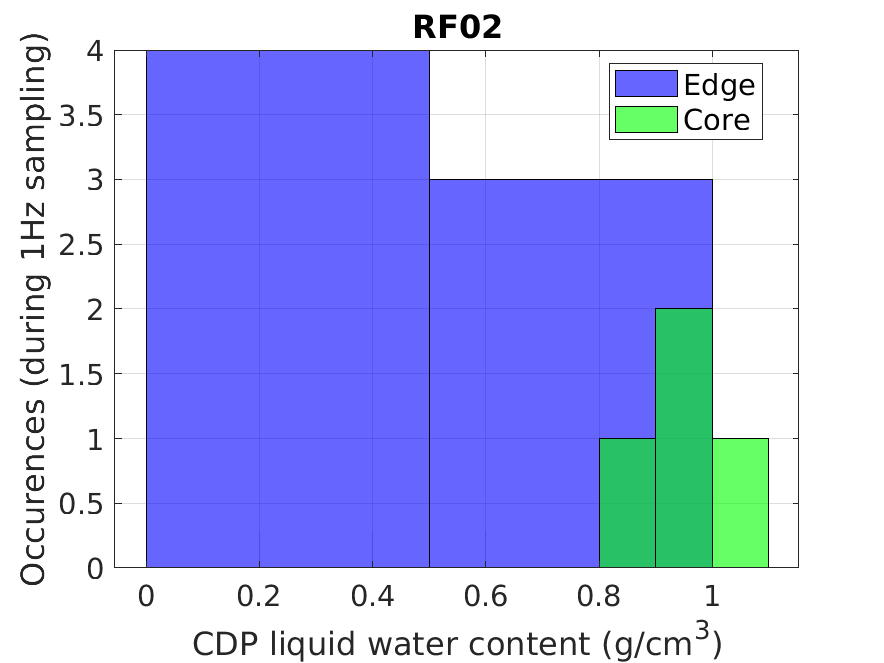 RF02
Occurences (during 1Hz sampling)
4
3.5
3
2.5
2
1.5
1
0.5
0
Edge
Core
0 0.2 0.4 0.6 0.8 1
CDP liquid water content (g/cm³)